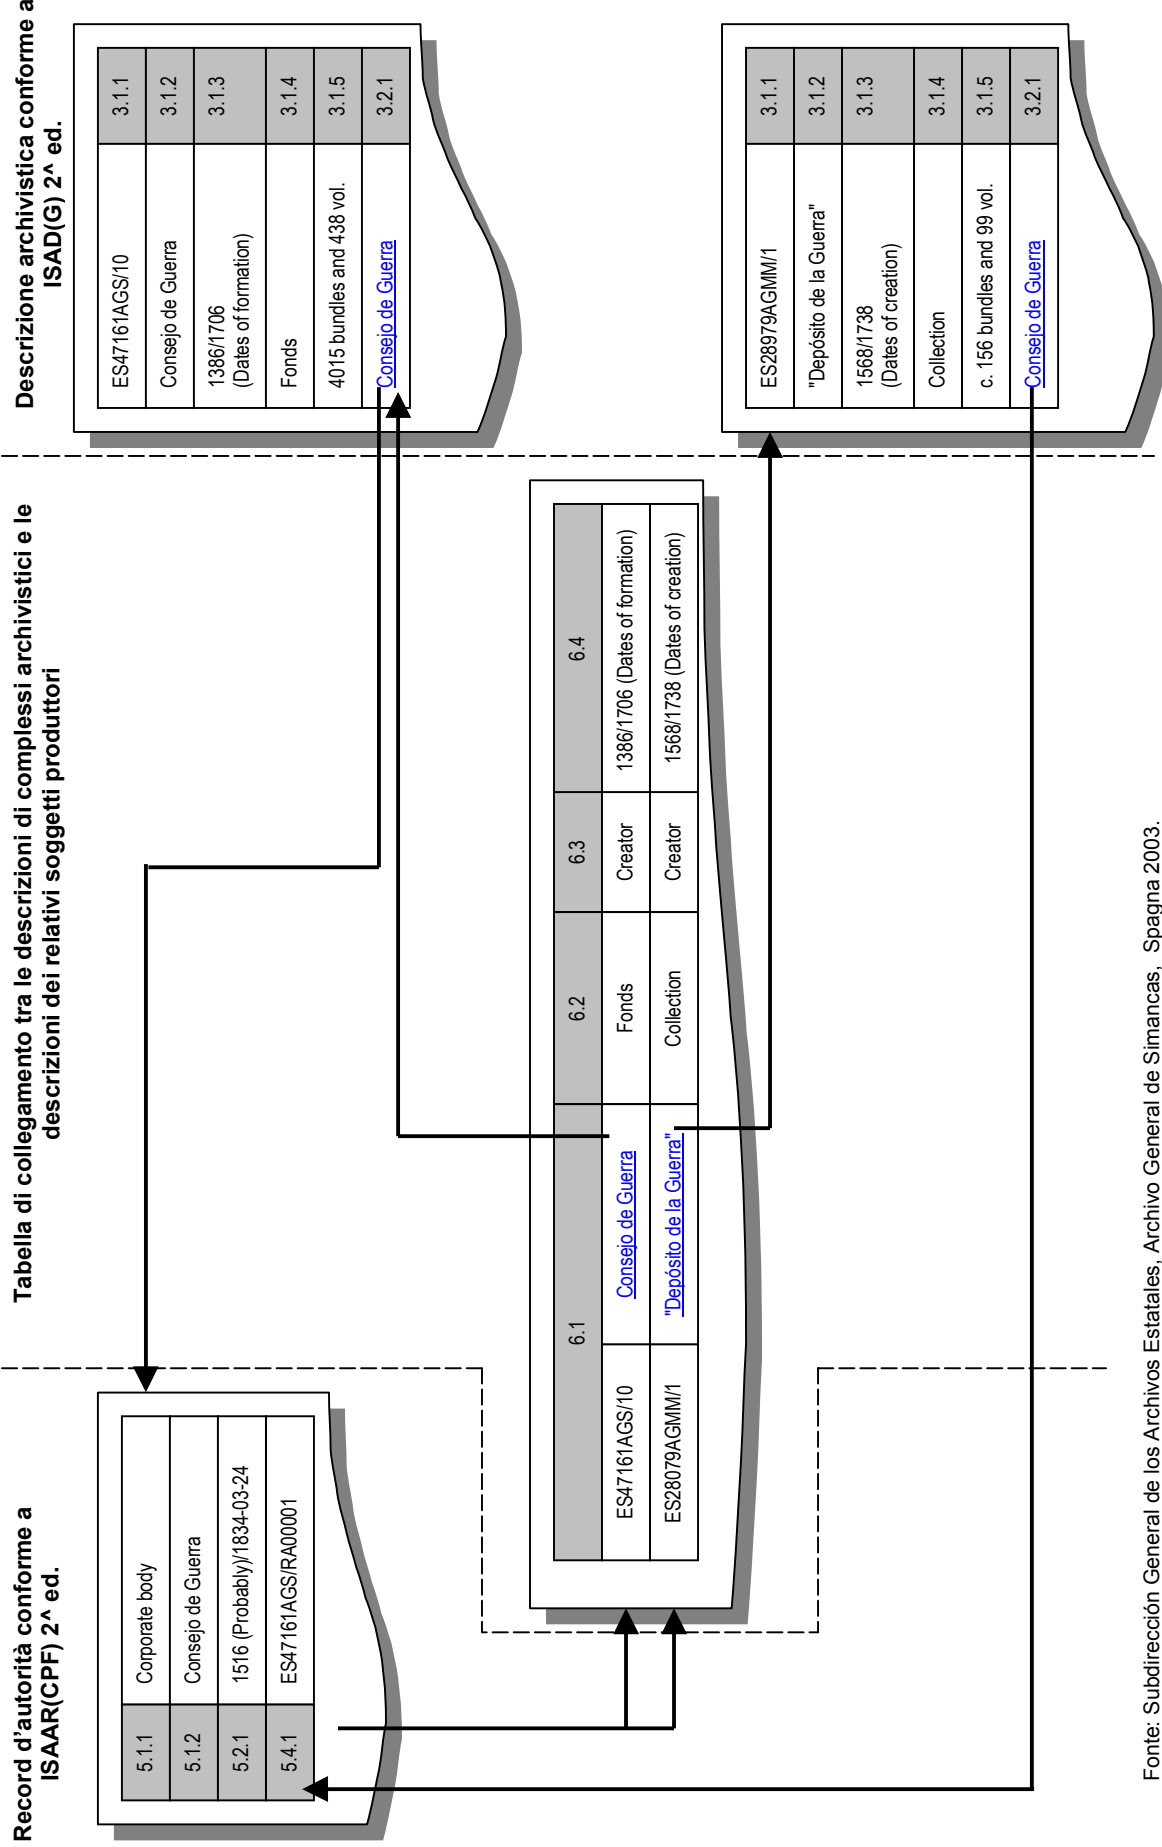 Record d'autorità conforme a
ISAAR(CPF) 2^ ed.
5.1.1 Corporate body
5.1.2 Consejo de Guerra
5.2.1 1516 (Probably)/1834-03-24
5.4.1 ES47161AGS/RA00001
Tabella di collegamento tra le descrizioni di complessi archivistici e le
descrizioni dei relativi soggetti produttori
6.1 6.2 6.3 6.4
ES47161AGS/10 Consejo de Guerra Fonds Creator 1386/1706 (Dates of formation)
ES28079AGMM/1 "Depósito de la Guerra" Collection Creator 1568/1738 (Dates of creation)
Descrizione archivistica conforme a
ISAD(G) 2^ ed.
ES47161AGS/10 3.1.1
Consejo de Guerra 3.1.2
1386/1706 3.1.3
(Dates of formation)
Fonds 3.1.4
4015 bundles and 438 vol. 3.1.5
Consejo de Guerra 3.2.1
ES28979AGMM/1 3.1.1
"Depósito de la Guerra" 3.1.2
1568/1738 3.1.3
(Dates of creation)
Collection 3.1.4
c. 156 bundles and 99 vol. 3.1.5
Consejo de Guerra 3.2.1
Fonte: Subdirección General de los Archivos Estatales, Archivo General de Simancas, Spagna 2003.